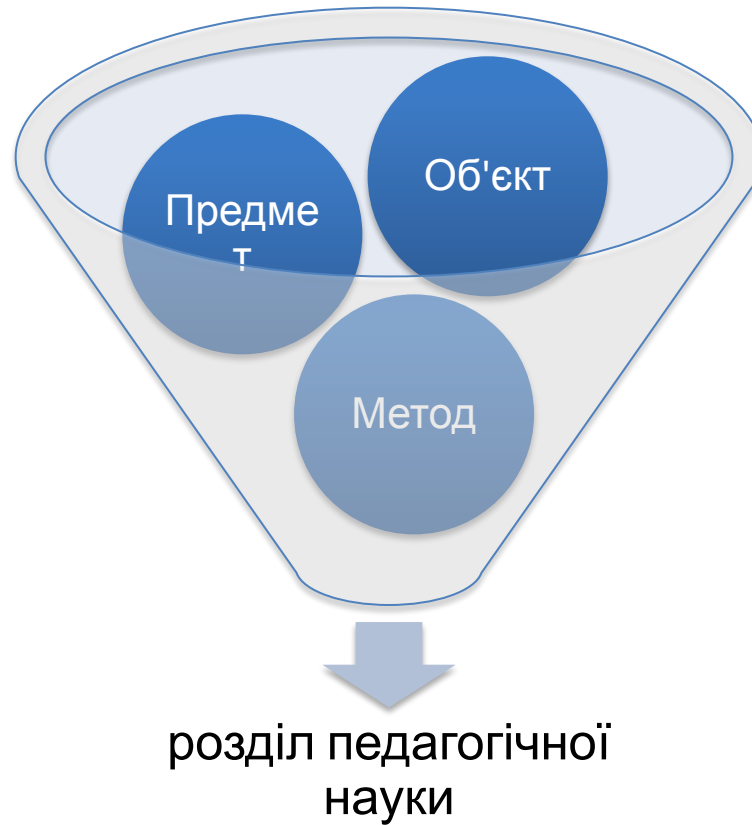 Об'єкт
Предме
т
Метод
розділ педагогічної
науки